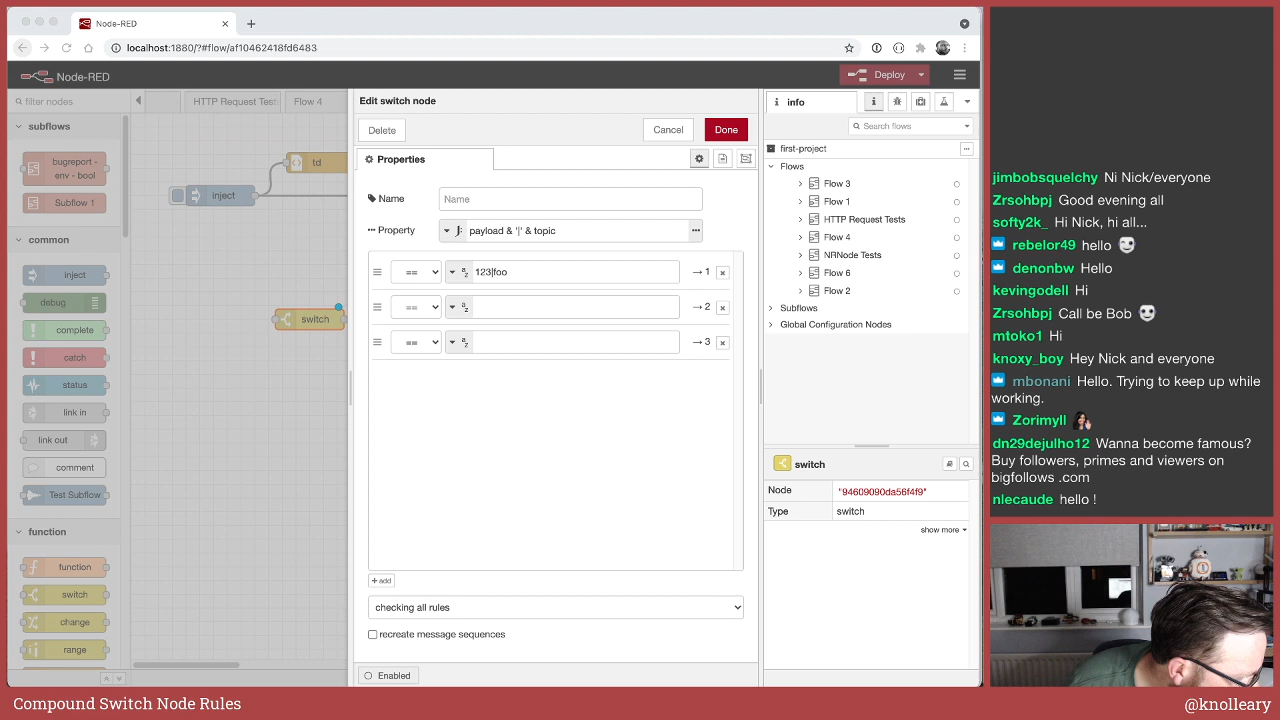 Node-RED
localhost:1880/?#flow/af10462418fd6483
Node-RED
Deploy
filter nodes
HTTP Request Test
Flow 4
subflows
bugreport -
env - bool
Subflow 1
common
inject
debug
complete
catch
status
link in
link out
comment
Test Subflow
function
function
switch
change
range
inject
td
switch
Edit switch node
Delete
Cancel
Done
Properties
Name
Name
Property
payload & '|' & topic
==
123|foo
→ 1
==
→ 2
==
→ 3
add
checking all rules
recreate message sequences
Enabled
info
Search flows
first-project
Flows
Flow 3
Flow 1
HTTP Request Tests
Flow 4
NRNode Tests
Flow 6
Flow 2
Subflows
Global Configuration Nodes
switch
Node
"94609090da56f4f9"
Type
switch
show more
jimbobsquelchy Ni Nick/everyone
Zrsohbpj Good evening all
softy2k_ Hi Nick, hi all...
rebelor49 hello
denonbw Hello
kevingodell Hi
Zrsohbpj Call be Bob
mtoko1 Hi
knoxy_boy Hey Nick and everyone
mbonani Hello. Trying to keep up while
working.
Zorimyll
dn29dejulho12 Wanna become famous?
Buy followers, primes and viewers on
bigfollows .com
nlecaude hello !
Compound Switch Node Rules
@knolleary